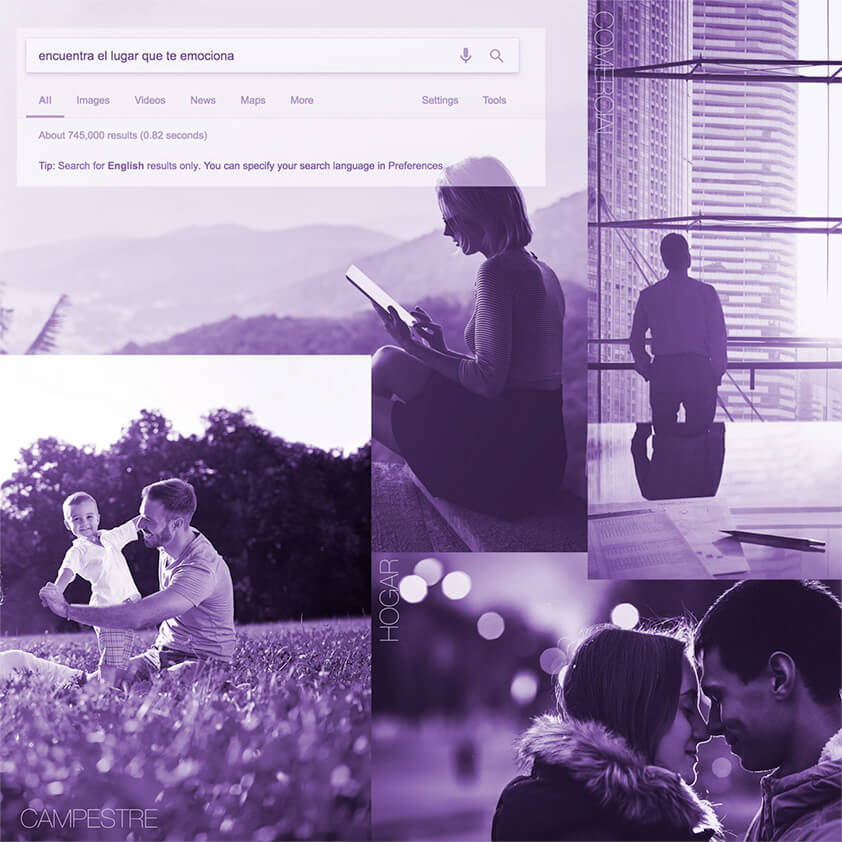 encuentra el lugar que te emociona
All Images Videos News Maps More Settings Tools
About 745,000 results (0.82 seconds)
Tip: Search for English results only. You can specify your search language in Preferences
COMERCIAL
HOGAR
CAMPESTRE